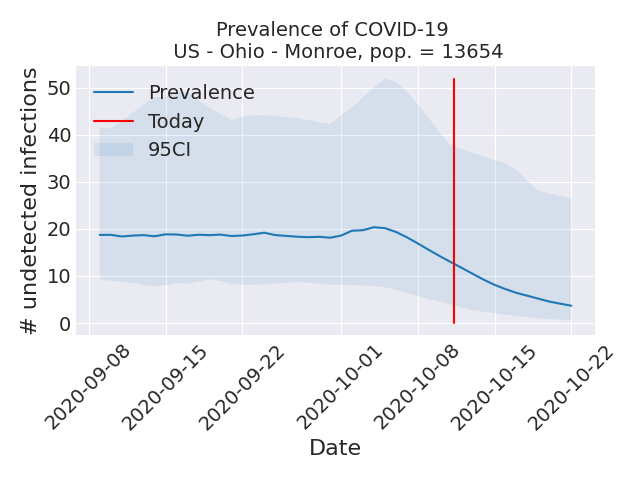 Prevalence of COVID-19
US - Ohio - Monroe, pop. = 13654
# undetected infections
50
40
30
20
10
0
Prevalence
Today
95CI
2020-09-08
2020-09-15
2020-09-22
2020-10-01
2020-10-08
2020-10-15
2020-10-22
Date